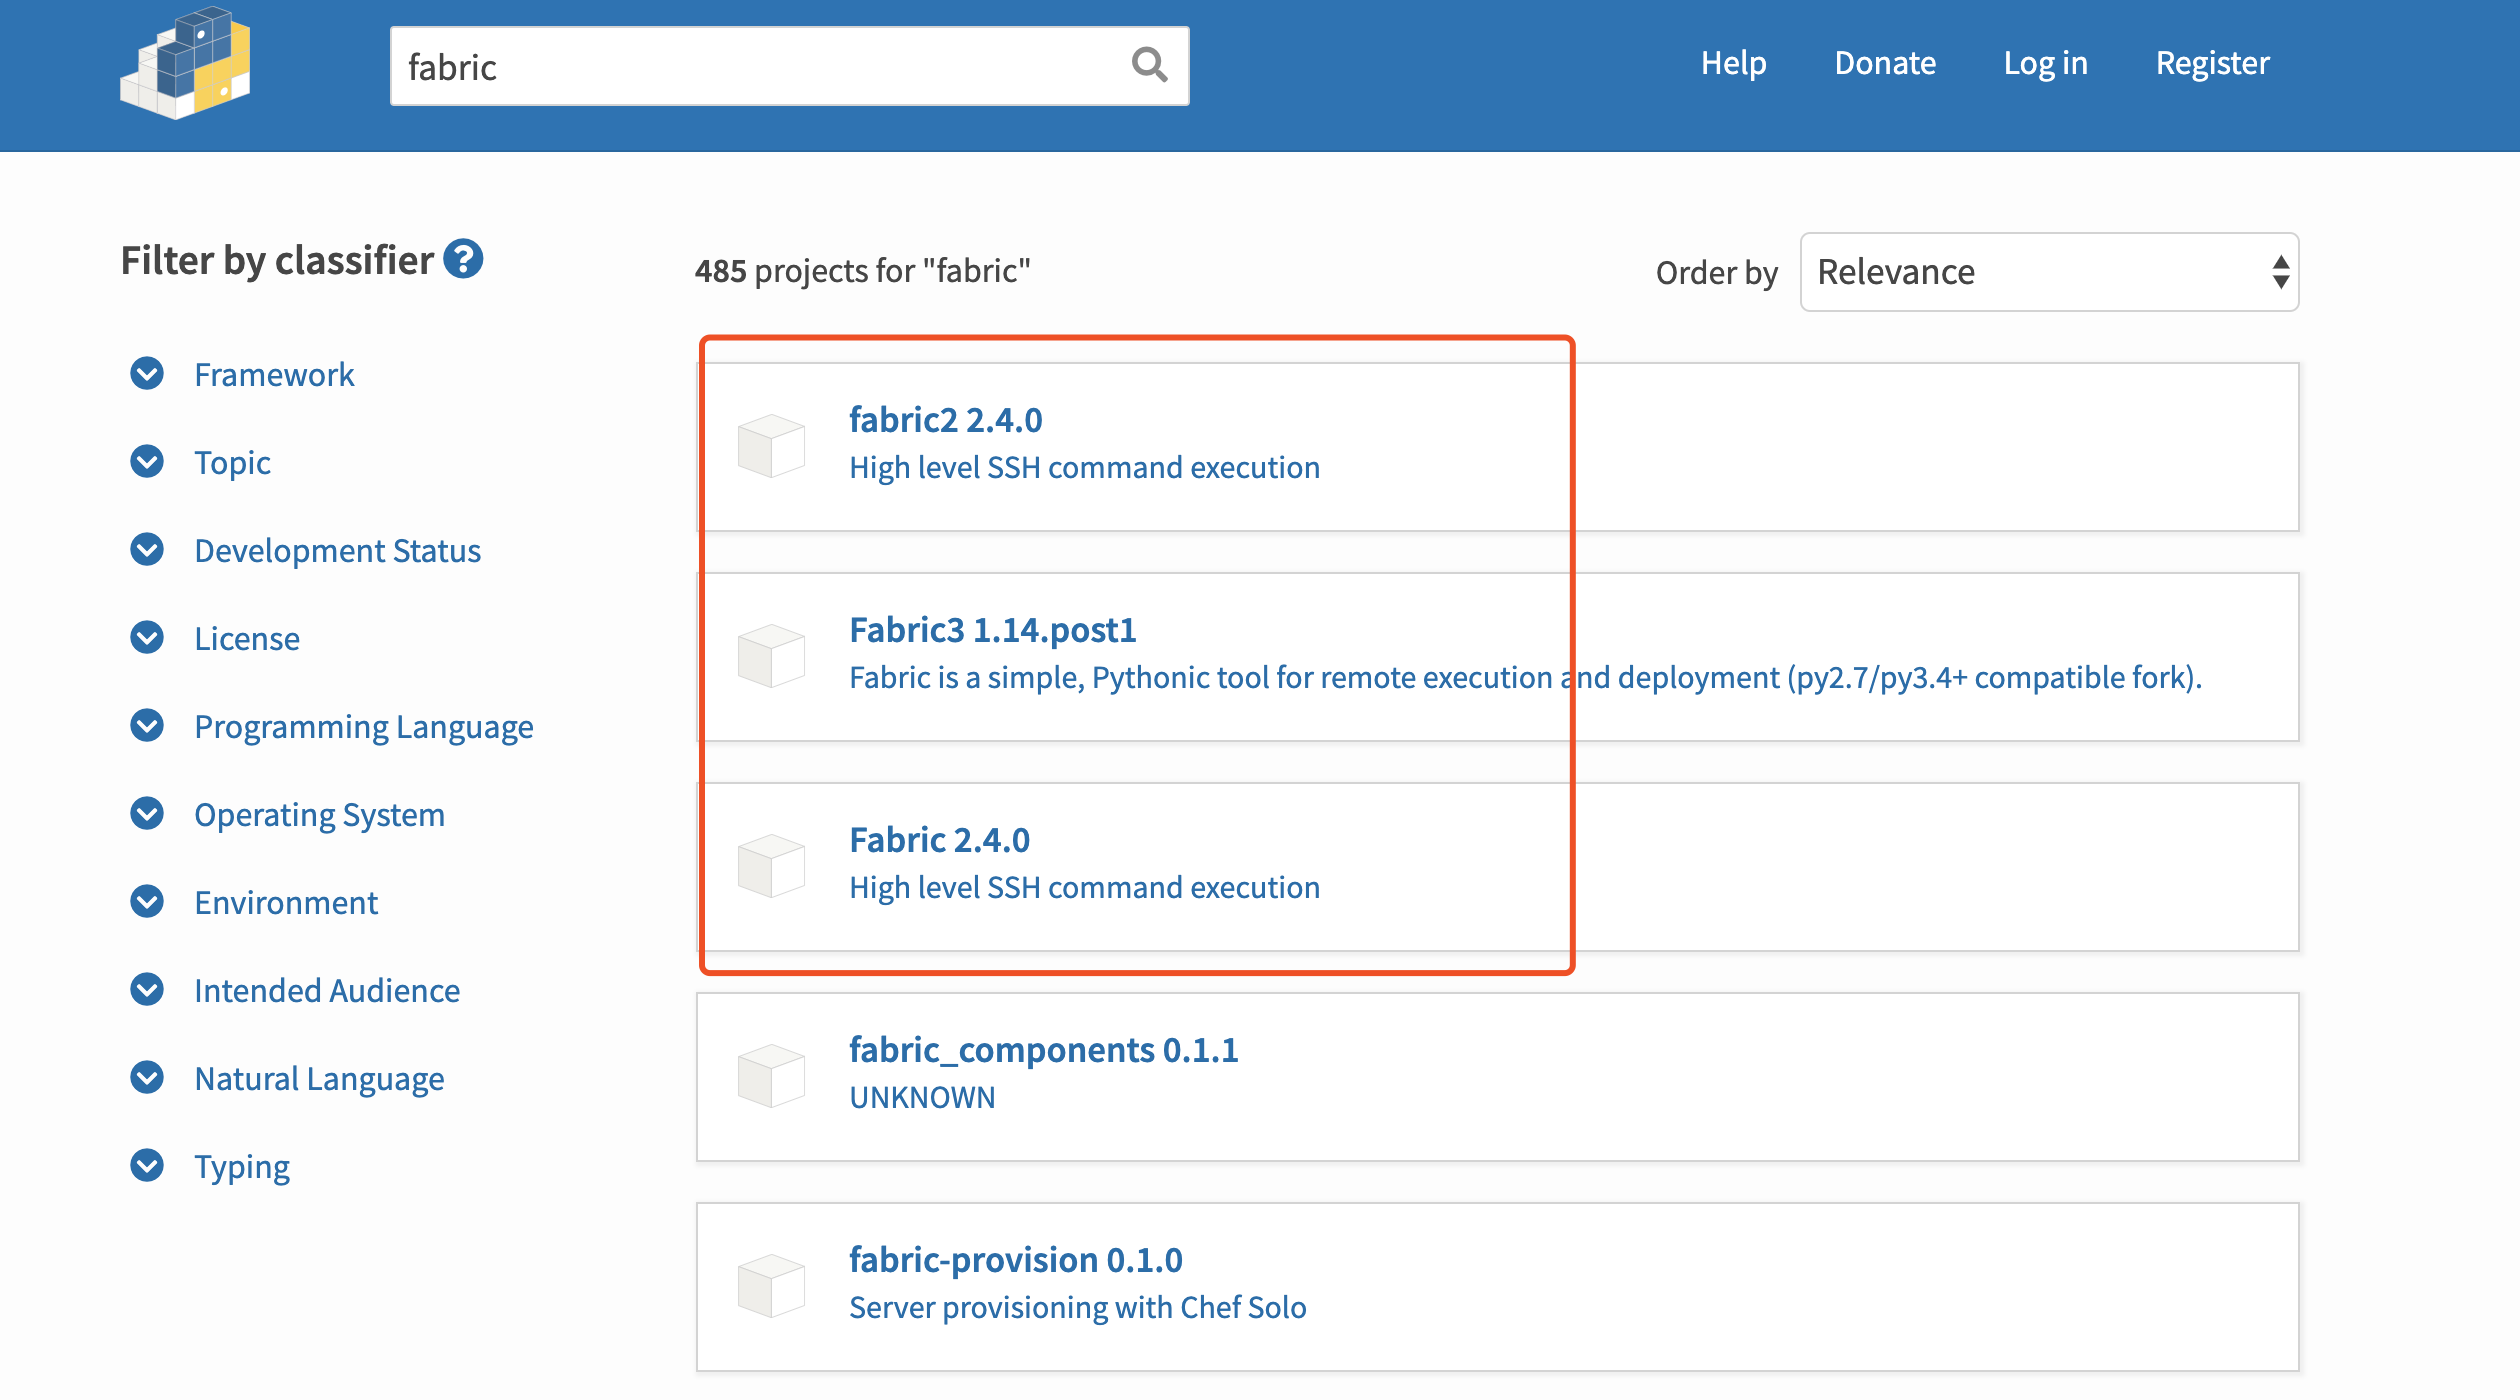 fabric
Help Donate Log in Register
Filter by classifier ?
Framework
Topic
Development Status
License
Programming Language
Operating System
Environment
Intended Audience
Natural Language
Typing
485 projects for "fabric"
Order by Relevance
fabric2 2.4.0
High level SSH command execution
Fabric3 1.14.post1
Fabric is a simple, Pythonic tool for remote execution and deployment (py2.7/py3.4+ compatible fork).
Fabric 2.4.0
High level SSH command execution
fabric_components 0.1.1
UNKNOWN
fabric-provision 0.1.0
Server provisioning with Chef Solo